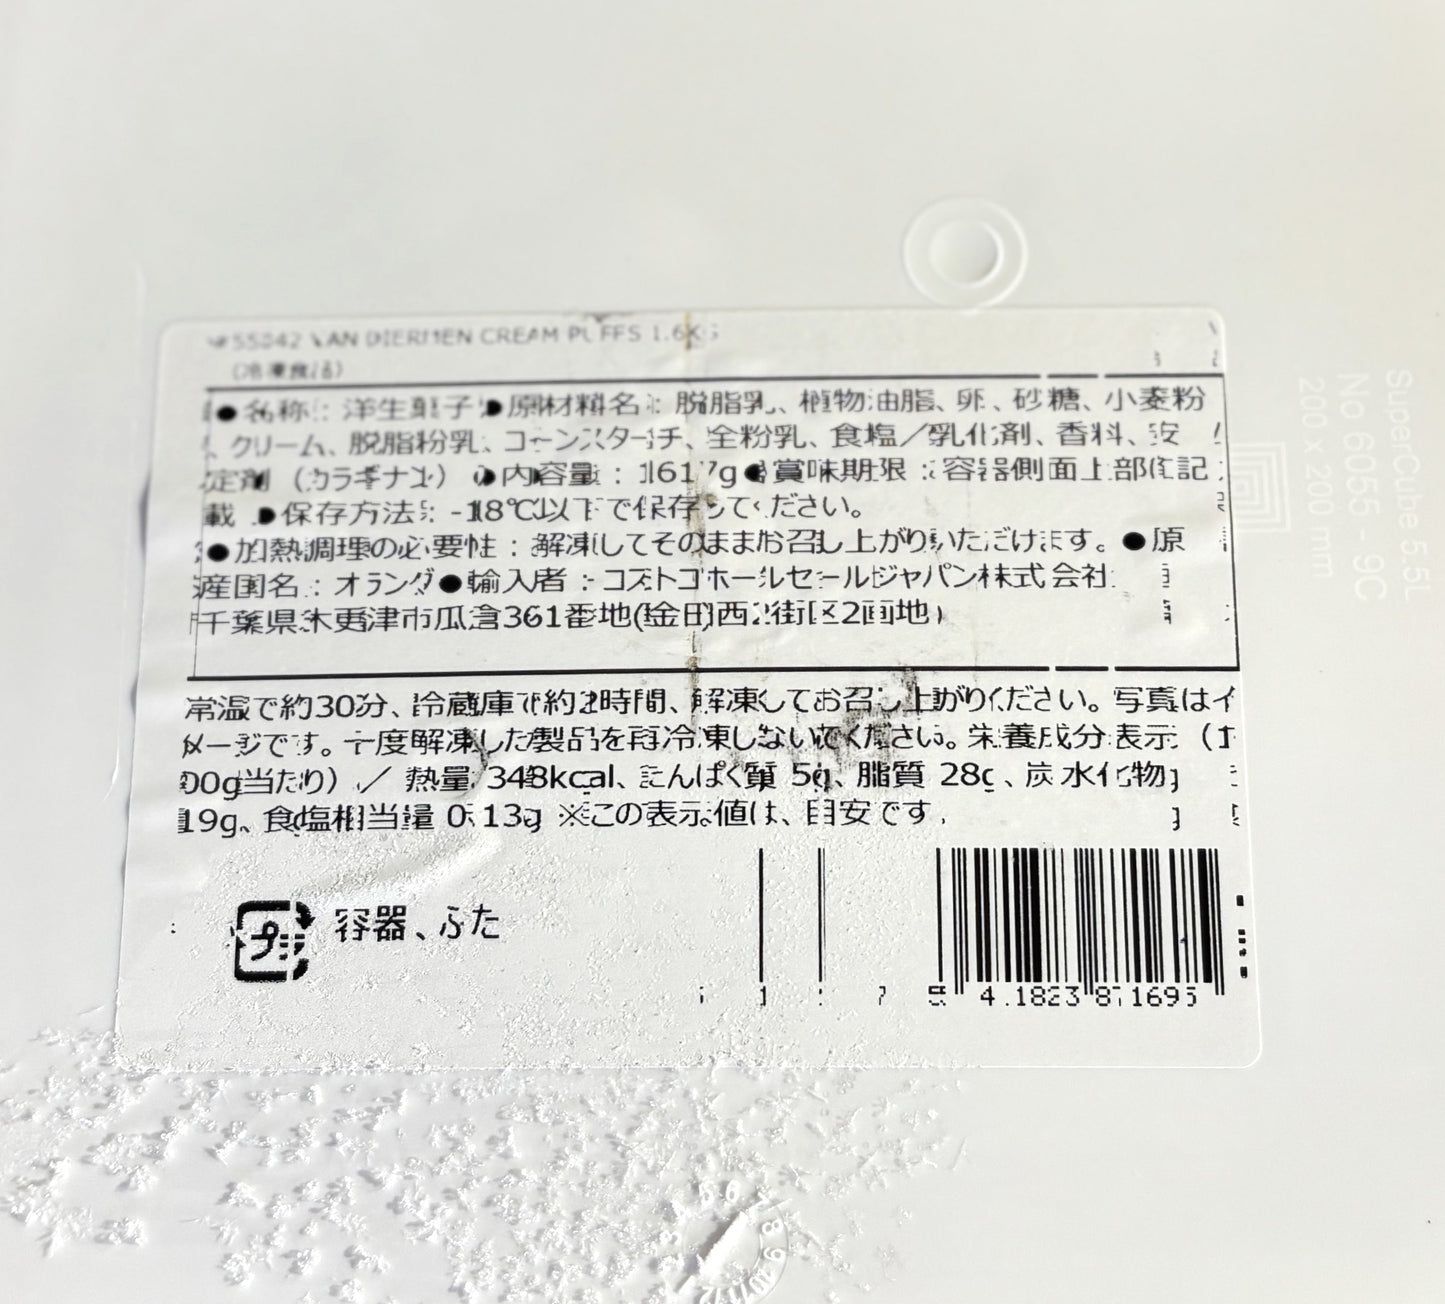 #55842 VAN DIERMEN CREAM PUFFS 1.6KG
(冷凍食品)
●名称：洋生菓子●原材料名：脱脂乳、植物油脂、卵、砂糖、小麦粉
、クリーム、脱脂粉乳、コーンスターチ、全粉乳、食塩／乳化剤、香料、安
定剤（カラギナン）●内容量：1617g●賞味期限：容器側面上部に記
載 ●保存方法：-18℃以下で保存してください。
●加熱調理の必要性：解凍してそのままお召し上がりいただけます。●原
産国名：オランダ●輸入者：コストコホールセールジャパン株式会社
千葉県木更津市瓜倉361番地(金田西2街区2画地)
常温で約30分、冷蔵庫で約2時間、解凍してお召し上がりください。写真はイ
メージです。一度解凍した製品を再冷凍しないでください。栄養成分表示（1
00g当たり）／熱量 348kcal、たんぱく質 5g、脂質 28g、炭水化物
19g、食塩相当量 0.13g ※この表示値は、目安です。
プラ 容器、ふた
SuperCube 5.5L
No 6055 - 9C
200 x 200 mm